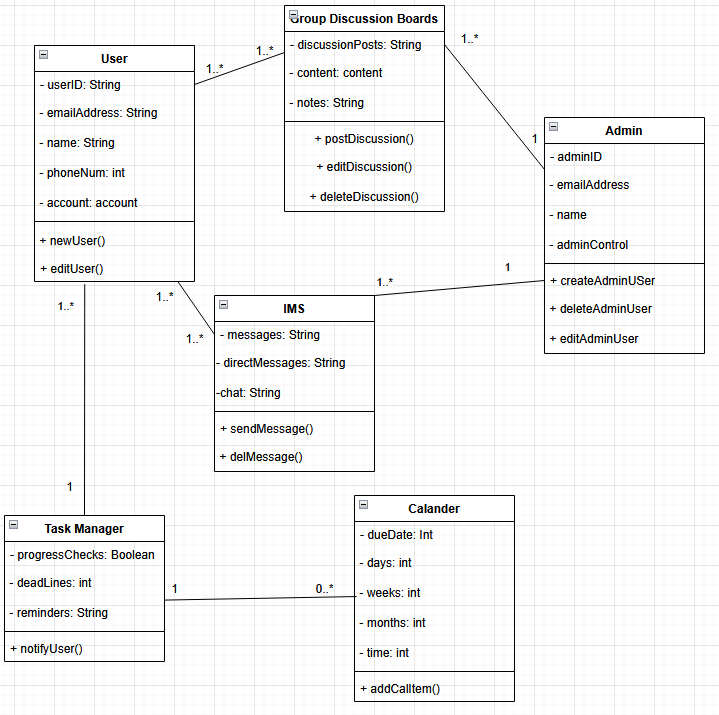 Group Discussion Boards
- discussionPosts: String
- content: content
- notes: String
+ postDiscussion()
+ editDiscussion()
+ deleteDiscussion()
1..*
1..*
1..*
1
User
- userID: String
- emailAddress: String
- name: String
- phoneNum: int
- account: account
+ newUser()
+ editUser()
Admin
- adminID
- emailAddress
- name
- adminControl
+ createAdminUSer
+ deleteAdminUser
+ editAdminUser
1..*
1..*
1..*
1..*
1
IMS
- messages: String
- directMessages: String
-chat: String
+ sendMessage()
+ delMessage()
1
Task Manager
- progressChecks: Boolean
- deadLines: int
- reminders: String
+ notifyUser()
1
0..*
Calander
- dueDate: Int
- days: int
- weeks: int
- months: int
- time: int
+ addCalItem()